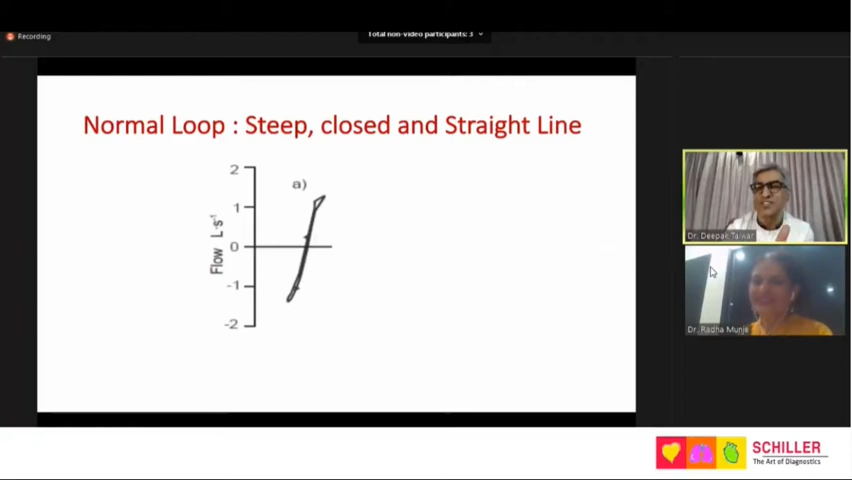 Recording
Total non-video participants: 3
Normal Loop : Steep, closed and Straight Line
2
a)
1
Flow L·s⁻¹
0
-1
-2
Dr. Deepak Talwar
Dr. Radha Munje
SCHILLER
The Art of Diagnostics